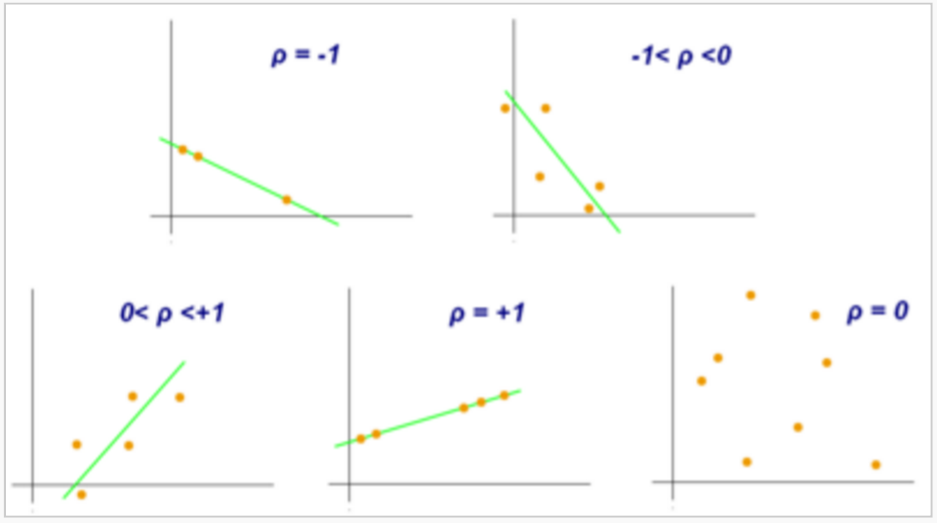 ρ = -1
-1< ρ <0
0< ρ <+1
ρ = +1
ρ = 0